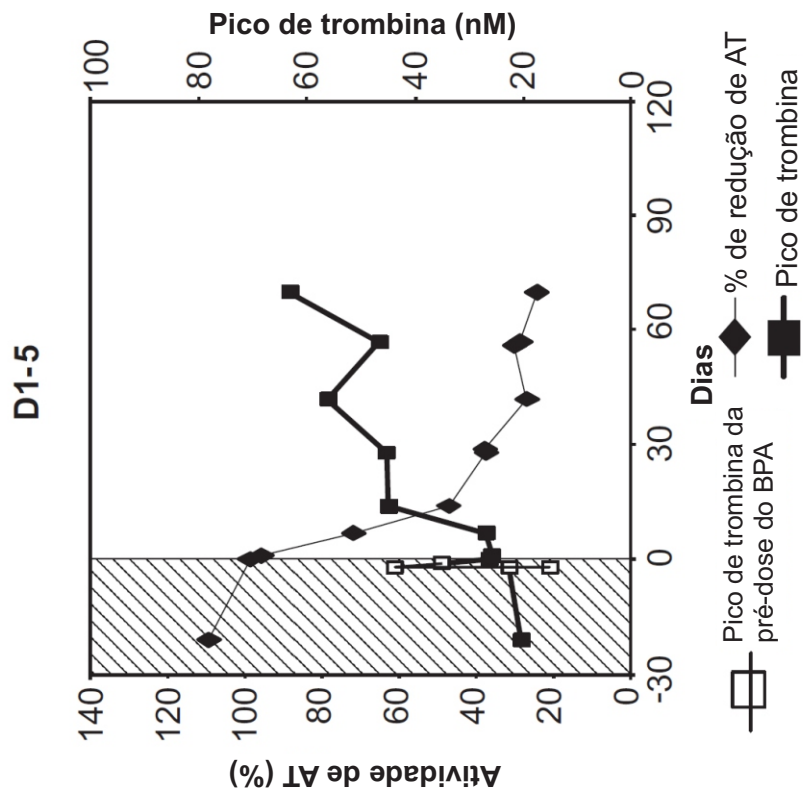 D1-5
Atividade de AT (%)
140
120
100
80
60
40
20
0
Pico de trombina (nM)
100
80
60
40
20
0
-30
0
30
60
90
120
Dias
Pico de trombina da
pré-dose do BPA
% de redução de AT
Pico de trombina